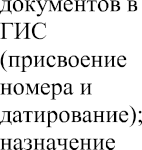 документов в
ГИС
(присвоение
номера и
датирование);
назначение